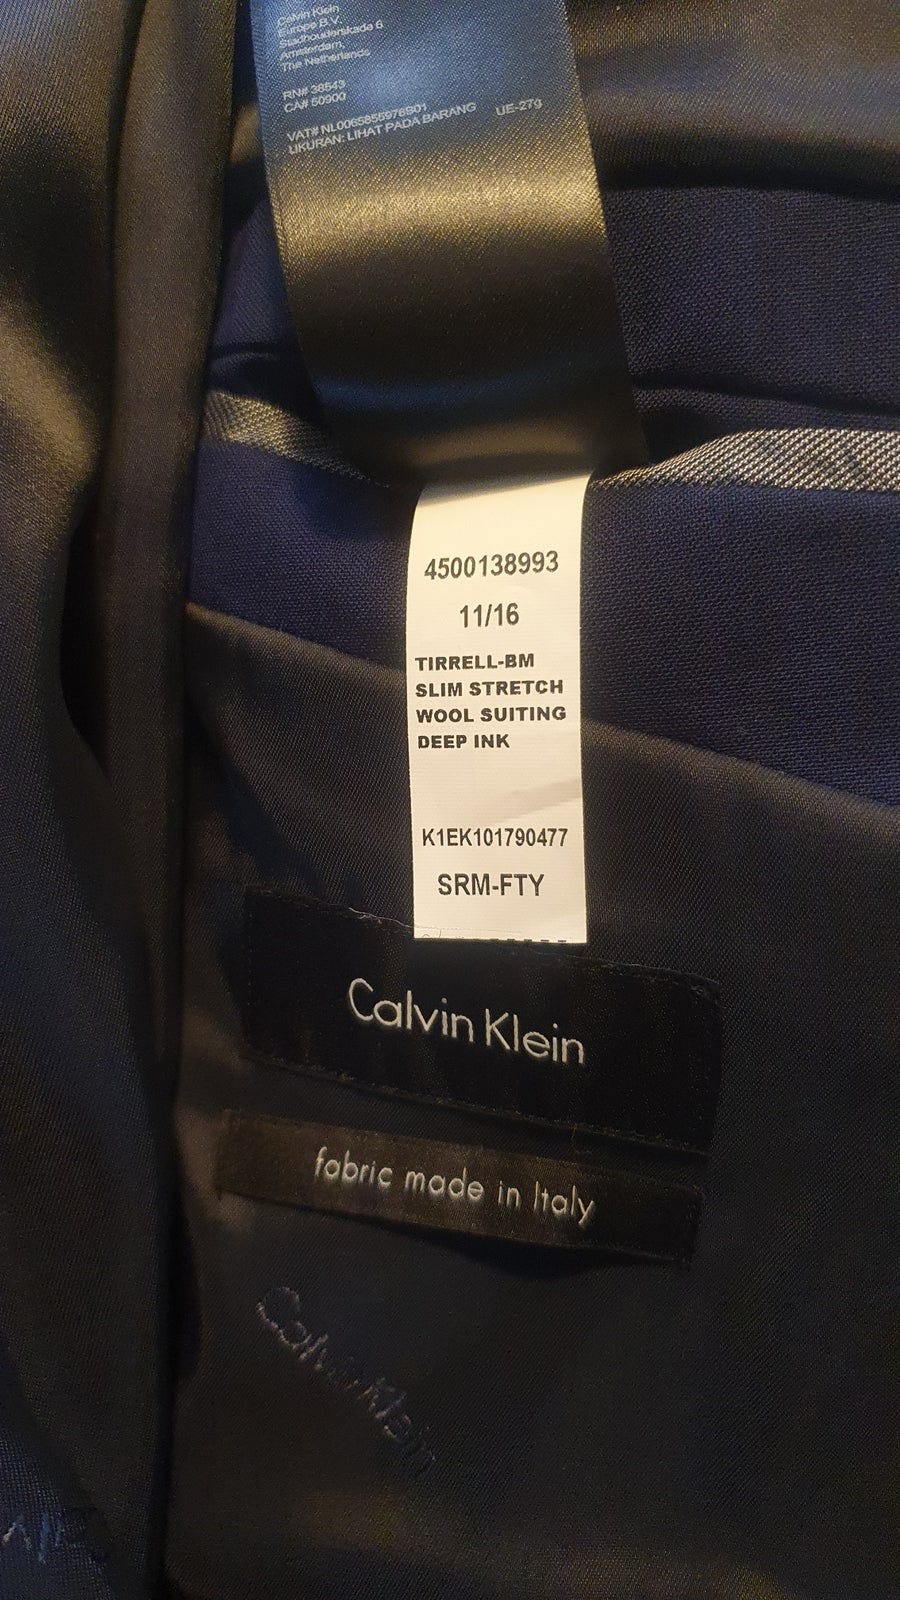 Calvin Klein
Europe B.V.
Stadhouderskade 6
Amsterdam,
The Netherlands
RN# 36543
CA# 50900
VAT# NL0065855978B01 UE-27g
UKURAN: LIHAT PADA BARANG
4500138993
11/16
TIRRELL-BM
SLIM STRETCH
WOOL SUITING
DEEP INK
K1EK101790477
SRM-FTY
Calvin Klein
fabric made in Italy
Calvin Klein